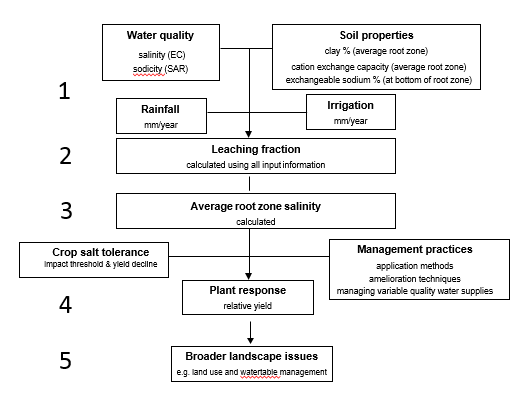 Water quality
salinity (EC)
sodicity (SAR)
Soil properties
clay % (average root zone)
cation exchange capacity (average root zone)
exchangeable sodium % (at bottom of root zone)
1
Rainfall
mm/year
Irrigation
mm/year
2
Leaching fraction
calculated using all input information
3
Average root zone salinity
calculated
Crop salt tolerance
impact threshold & yield decline
Management practices
application methods
amelioration techniques
managing variable quality water supplies
4
Plant response
relative yield
5
Broader landscape issues
e.g. land use and watertable management